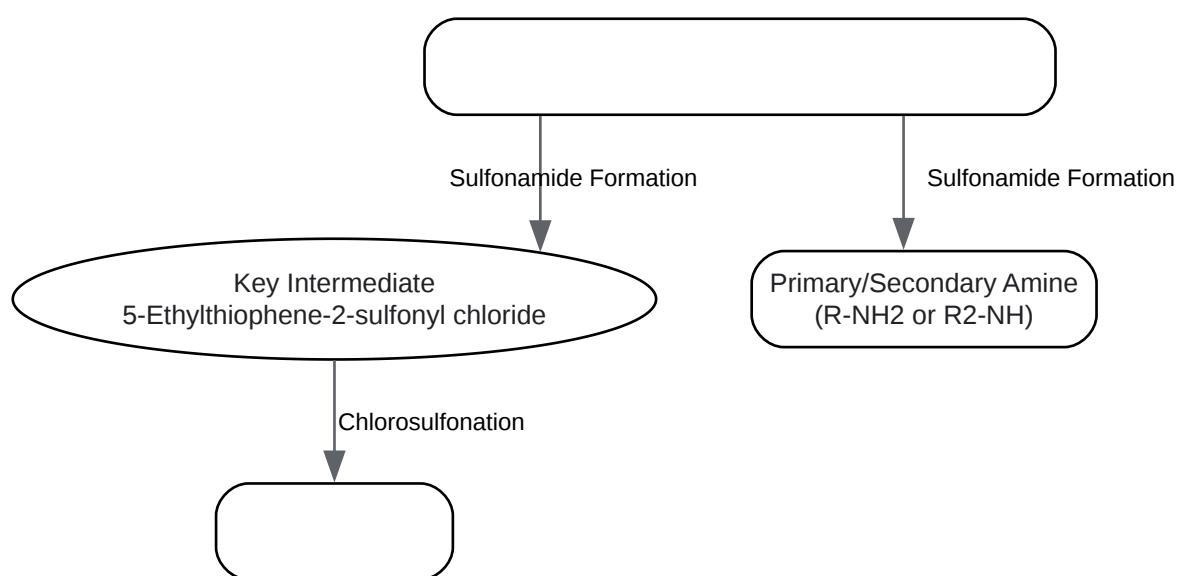 Sulfonamide Formation
Sulfonamide Formation
Key Intermediate
5-Ethylthiophene-2-sulfonyl chloride
Primary/Secondary Amine
(R-NH2 or R2-NH)
Chlorosulfonation